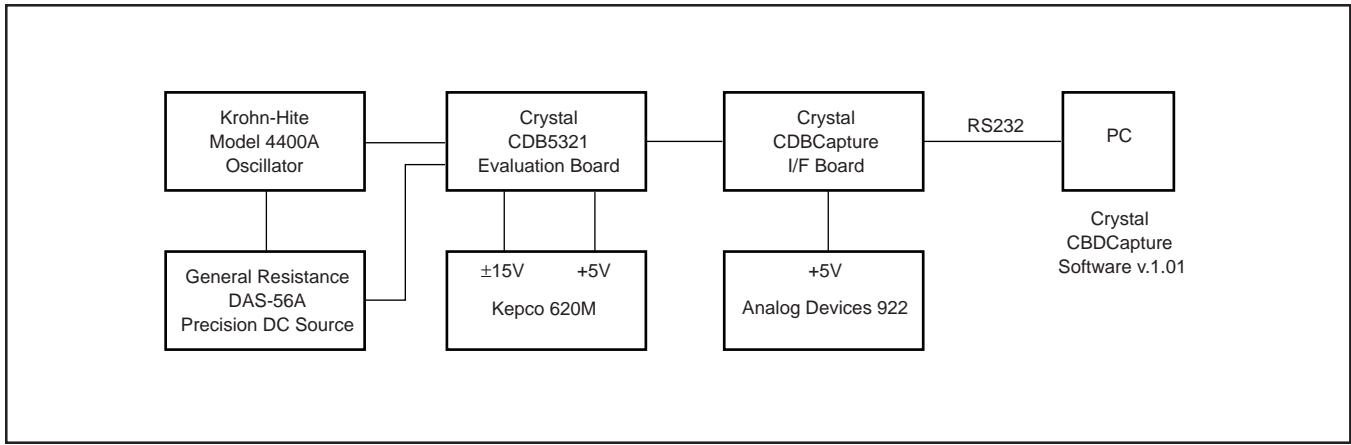 Krohn-Hite
Model 4400A
Oscillator
Crystal
CDB5321
Evaluation Board
Crystal
CDBCapture
I/F Board
RS232
PC
Crystal
CBDCapture
Software v.1.01
General Resistance
DAS-56A
Precision DC Source
±15V +5V
Kepco 620M
+5V
Analog Devices 922